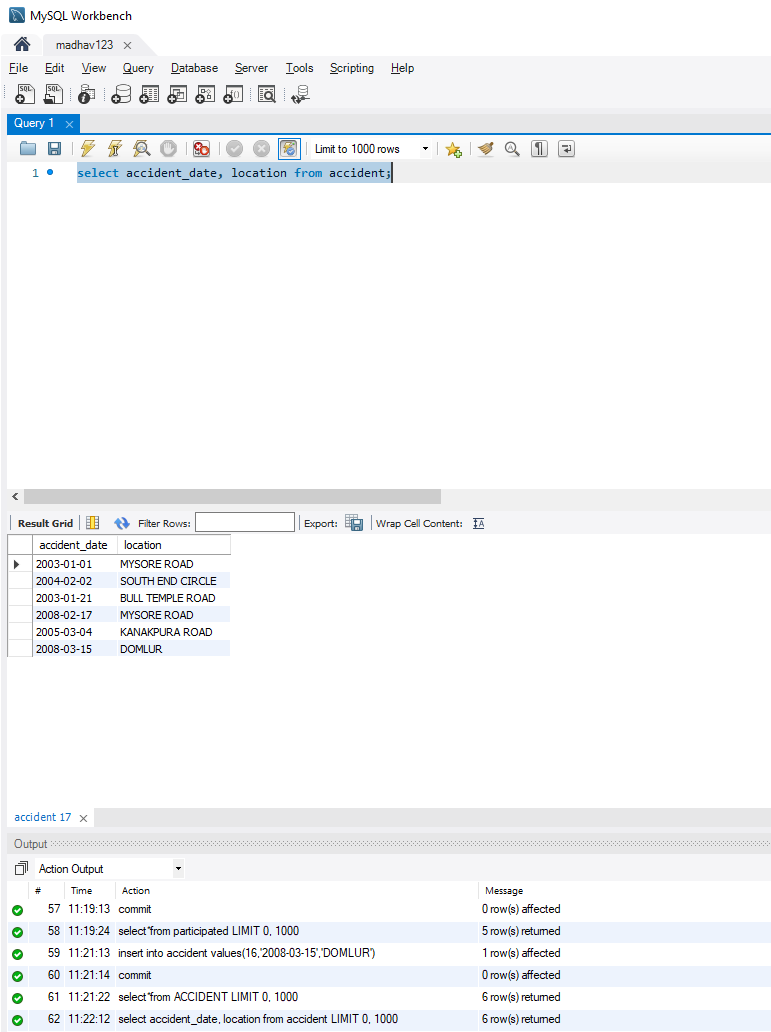 MySQL Workbench
madhav123
File Edit View Query Database Server Tools Scripting Help
Query 1
Limit to 1000 rows
1 select accident_date, location from accident;
Result Grid Filter Rows: Export: Wrap Cell Content:
accident_date location
2003-01-01 MYSORE ROAD
2004-02-02 SOUTH END CIRCLE
2003-01-21 BULL TEMPLE ROAD
2008-02-17 MYSORE ROAD
2005-03-04 KANAKPURA ROAD
2008-03-15 DOMLUR
accident 17
Output
Action Output
# Time Action Message
57 11:19:13 commit 0 row(s) affected
58 11:19:24 select*from participated LIMIT 0, 1000 5 row(s) returned
59 11:21:13 insert into accident values(16,'2008-03-15','DOMLUR') 1 row(s) affected
60 11:21:14 commit 0 row(s) affected
61 11:21:22 select*from ACCIDENT LIMIT 0, 1000 6 row(s) returned
62 11:22:12 select accident_date, location from accident LIMIT 0, 1000 6 row(s) returned